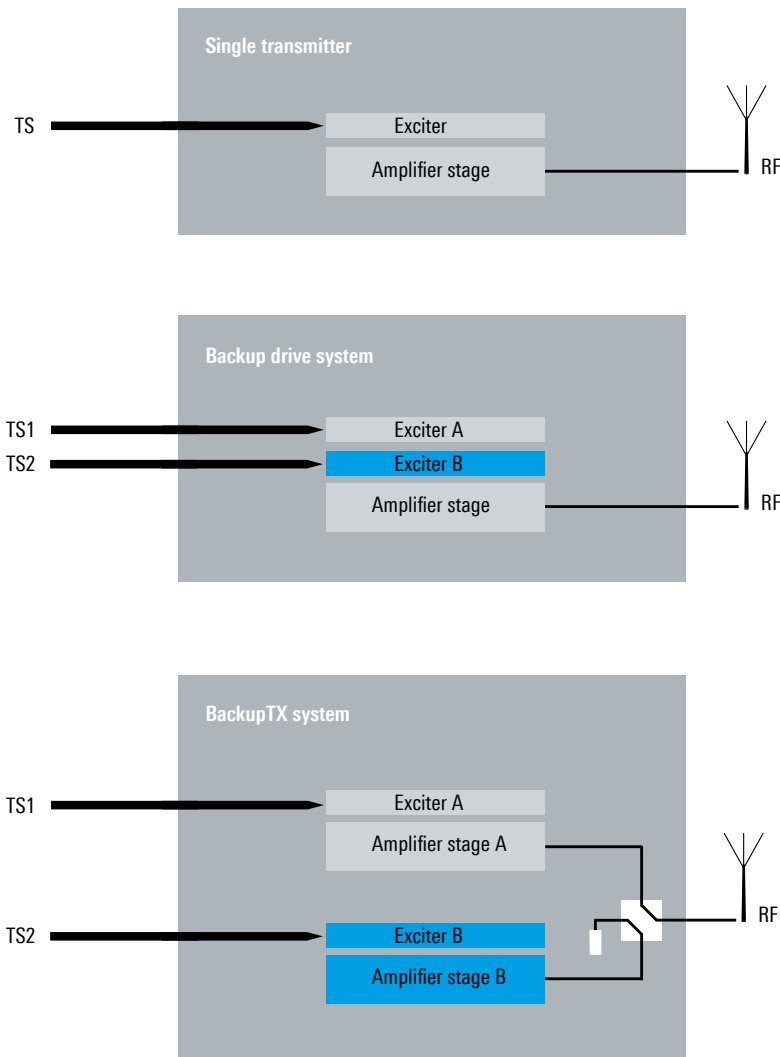 Single transmitter
TS
Exciter
Amplifier stage
RF
Backup drive system
TS1
Exciter A
TS2
Exciter B
Amplifier stage
RF
BackupTX system
TS1
Exciter A
Amplifier stage A
RF
TS2
Exciter B
Amplifier stage B